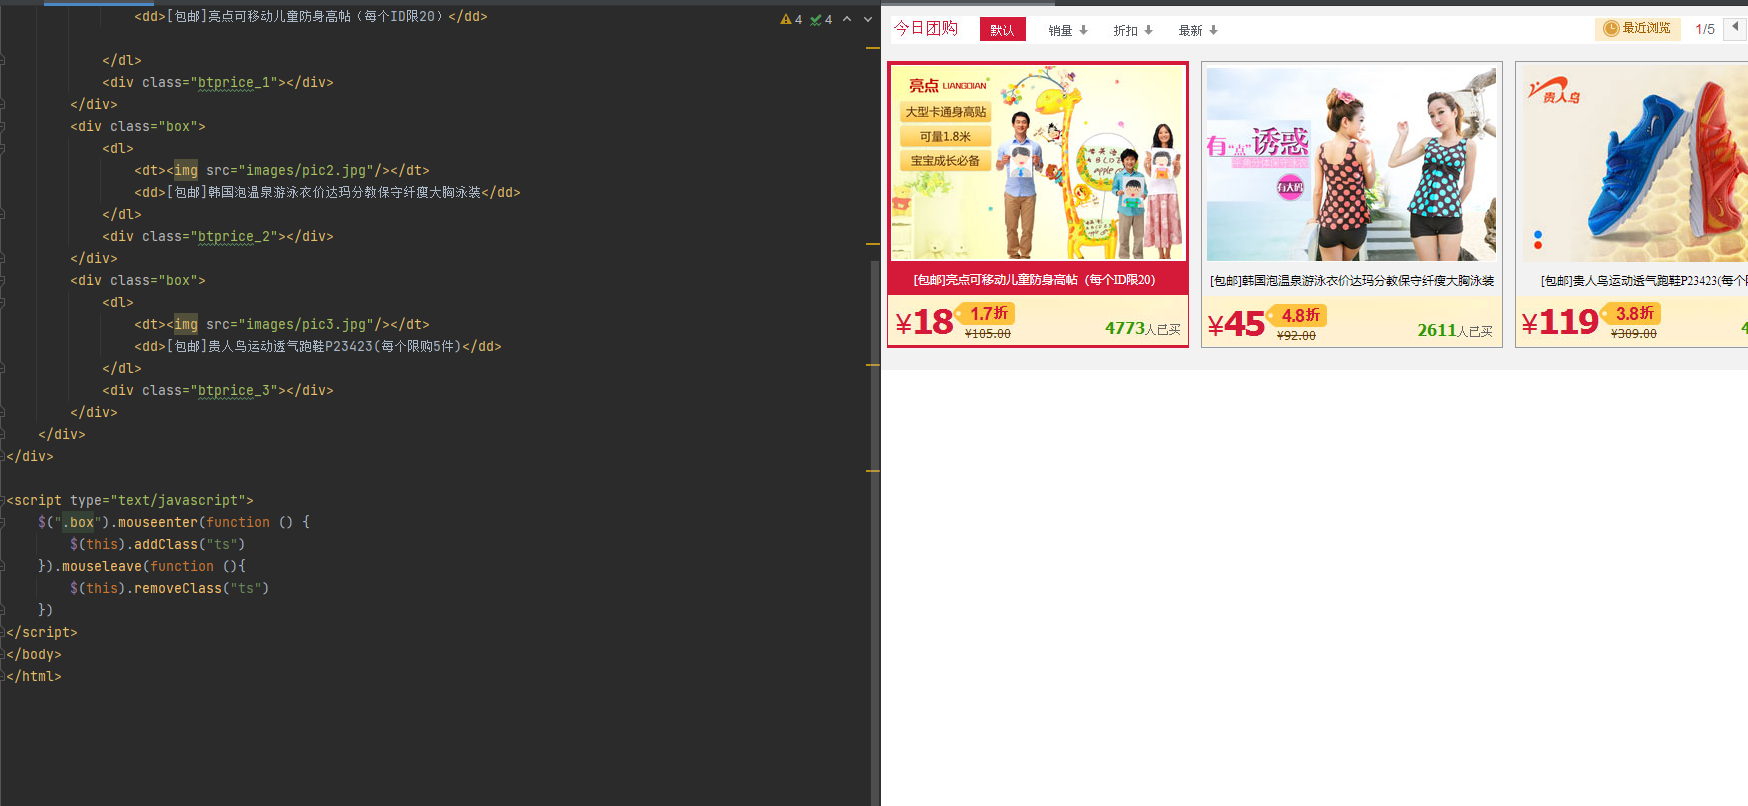 <dd>[包邮]亮点可移动儿童防身高帖（每个ID限20）</dd>
4 4
</dl>
<div class="btprice_1"></div>
</div>
<div class="box">
<dl>
<dt><img src="images/pic2.jpg"/></dt>
<dd>[包邮]韩国泡温泉游泳衣价达玛分教保守纤瘦大胸泳装</dd>
</dl>
<div class="btprice_2"></div>
</div>
<div class="box">
<dl>
<dt><img src="images/pic3.jpg"/></dt>
<dd>[包邮]贵人鸟运动透气跑鞋P23423(每个限购5件)</dd>
</dl>
<div class="btprice_3"></div>
</div>
</div>
</div>
<script type="text/javascript">
$(".box").mouseenter(function () {
$(this).addClass("ts")
}).mouseleave(function (){
$(this).removeClass("ts")
})
</script>
</body>
</html>
今日团购 默认 销量 折扣 最新 最近浏览 1/5
亮点 LIANGDIAN
大型卡通身高贴
可量1.8米
宝宝成长必备
[包邮]亮点可移动儿童防身高帖（每个ID限20）
¥18 1.7折
¥105.00 4773人已买
有"点"诱惑
平角分体保守泳衣
有大码
[包邮]韩国泡温泉游泳衣价达玛分教保守纤瘦大胸泳装
¥45 4.8折
¥92.00 2611人已买
贵人鸟
[包邮]贵人鸟运动透气跑鞋P23423(每个
¥119 3.8折
¥309.00